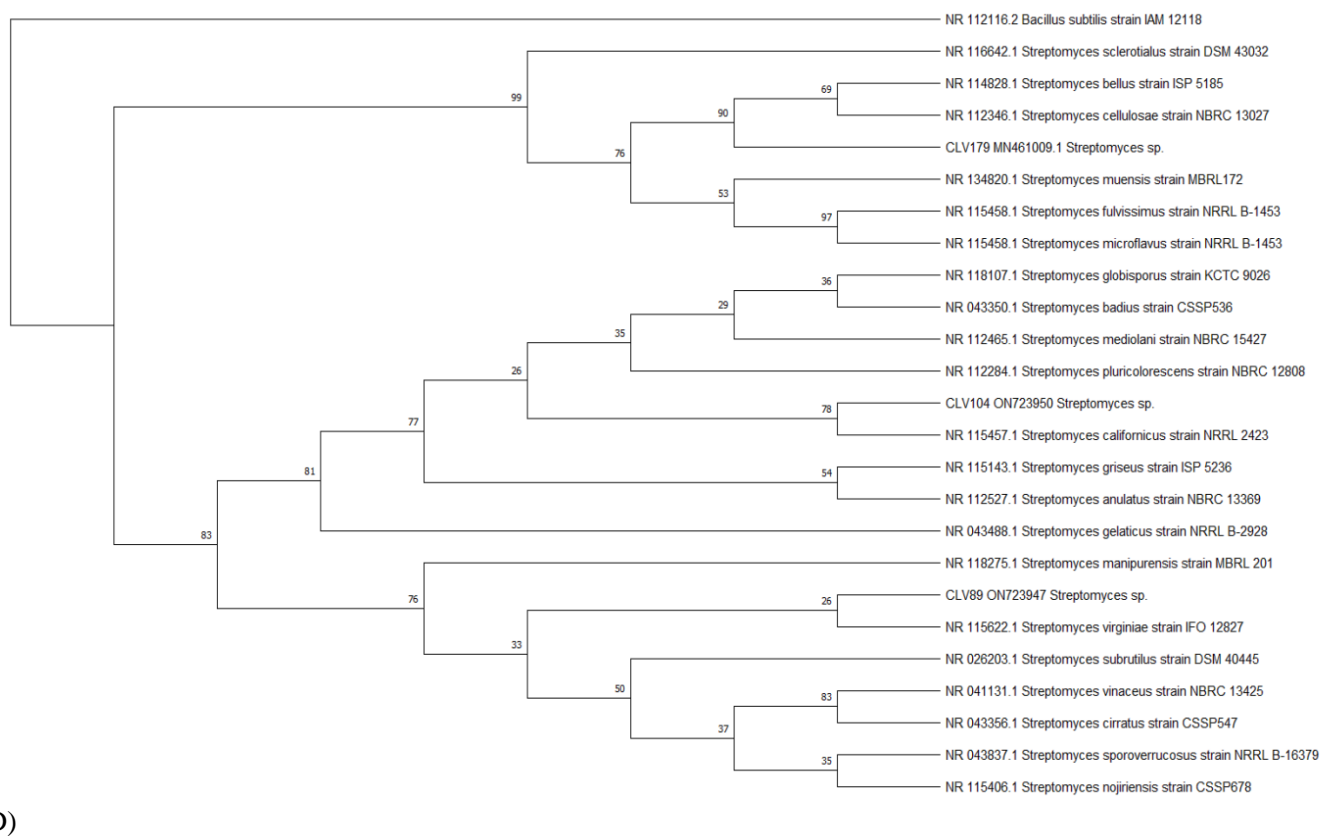 NR 112116.2 Bacillus subtilis strain IAM 12118
NR 116642.1 Streptomyces sclerotialus strain DSM 43032
99
NR 114828.1 Streptomyces bellus strain ISP 5185
69
NR 112346.1 Streptomyces cellulosae strain NBRC 13027
90
CLV179 MN461009.1 Streptomyces sp.
76
NR 134820.1 Streptomyces muensis strain MBRL172
53
NR 115458.1 Streptomyces fulvissimus strain NRRL B-1453
97
NR 115458.1 Streptomyces microflavus strain NRRL B-1453
NR 118107.1 Streptomyces globisporus strain KCTC 9026
36
NR 043350.1 Streptomyces badius strain CSSP536
29
NR 112465.1 Streptomyces mediolani strain NBRC 15427
35
NR 112284.1 Streptomyces pluricolorescens strain NBRC 12808
26
CLV104 ON723950 Streptomyces sp.
78
NR 115457.1 Streptomyces californicus strain NRRL 2423
77
NR 115143.1 Streptomyces griseus strain ISP 5236
54
NR 112527.1 Streptomyces anulatus strain NBRC 13369
81
NR 043488.1 Streptomyces gelaticus strain NRRL B-2928
83
NR 118275.1 Streptomyces manipurensis strain MBRL 201
76
CLV89 ON723947 Streptomyces sp.
26
NR 115622.1 Streptomyces virginiae strain IFO 12827
33
NR 026203.1 Streptomyces subrutilus strain DSM 40445
50
NR 041131.1 Streptomyces vinaceus strain NBRC 13425
83
NR 043356.1 Streptomyces cirratus strain CSSP547
37
NR 043837.1 Streptomyces sporoverrucosus strain NRRL B-16379
35
NR 115406.1 Streptomyces nojiriensis strain CSSP678